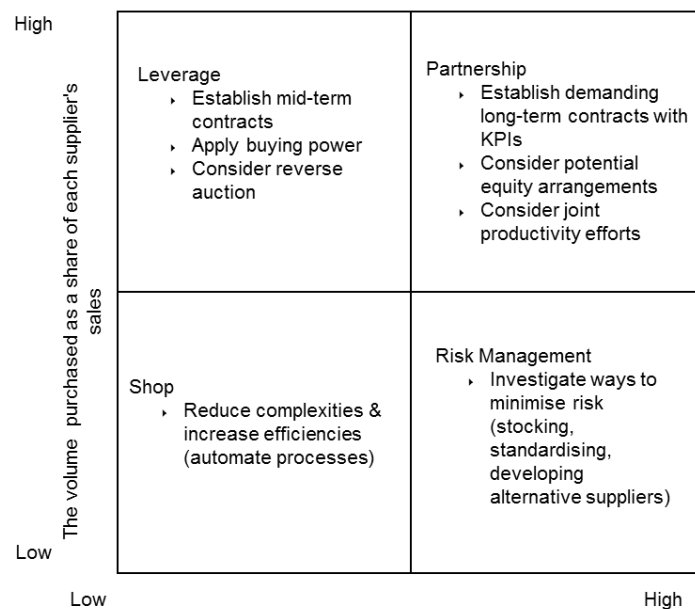 High
Leverage
‣ Establish mid-term
contracts
‣ Apply buying power
‣ Consider reverse
auction
Partnership
‣ Establish demanding
long-term contracts with
KPIs
‣ Consider potential
equity arrangements
‣ Consider joint
productivity efforts
The volume purchased as a share of each supplier's
sales
Shop
‣ Reduce complexities &
increase efficiencies
(automate processes)
Risk Management
‣ Investigate ways to
minimise risk
(stocking,
standardising,
developing
alternative suppliers)
Low
Low
High